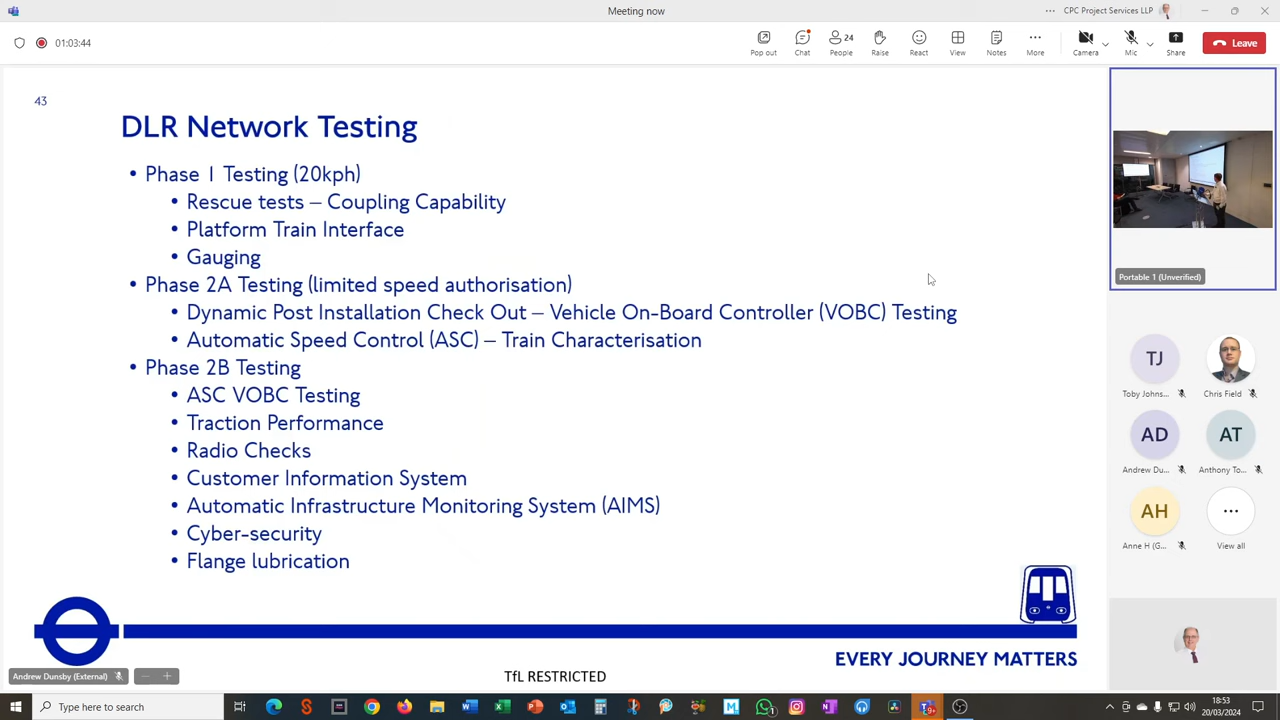 Meeting now
CPC Project Services LLP
01:03:44
Pop out
Chat
24
People
Raise
React
View
Notes
More
Camera
Mic
Share
Leave
43
DLR Network Testing
• Phase 1 Testing (20kph)
• Rescue tests – Coupling Capability
• Platform Train Interface
• Gauging
• Phase 2A Testing (limited speed authorisation)
• Dynamic Post Installation Check Out – Vehicle On-Board Controller (VOBC) Testing
• Automatic Speed Control (ASC) – Train Characterisation
• Phase 2B Testing
• ASC VOBC Testing
• Traction Performance
• Radio Checks
• Customer Information System
• Automatic Infrastructure Monitoring System (AIMS)
• Cyber-security
• Flange lubrication
EVERY JOURNEY MATTERS
TfL RESTRICTED
Andrew Dunsby (External)
Portable 1 (Unverified)
TJ
Toby Johns...
Chris Field
AD
Andrew Du...
AT
Anthony To...
AH
Anne H (G...
View all
Type here to search
18:53
20/03/2024